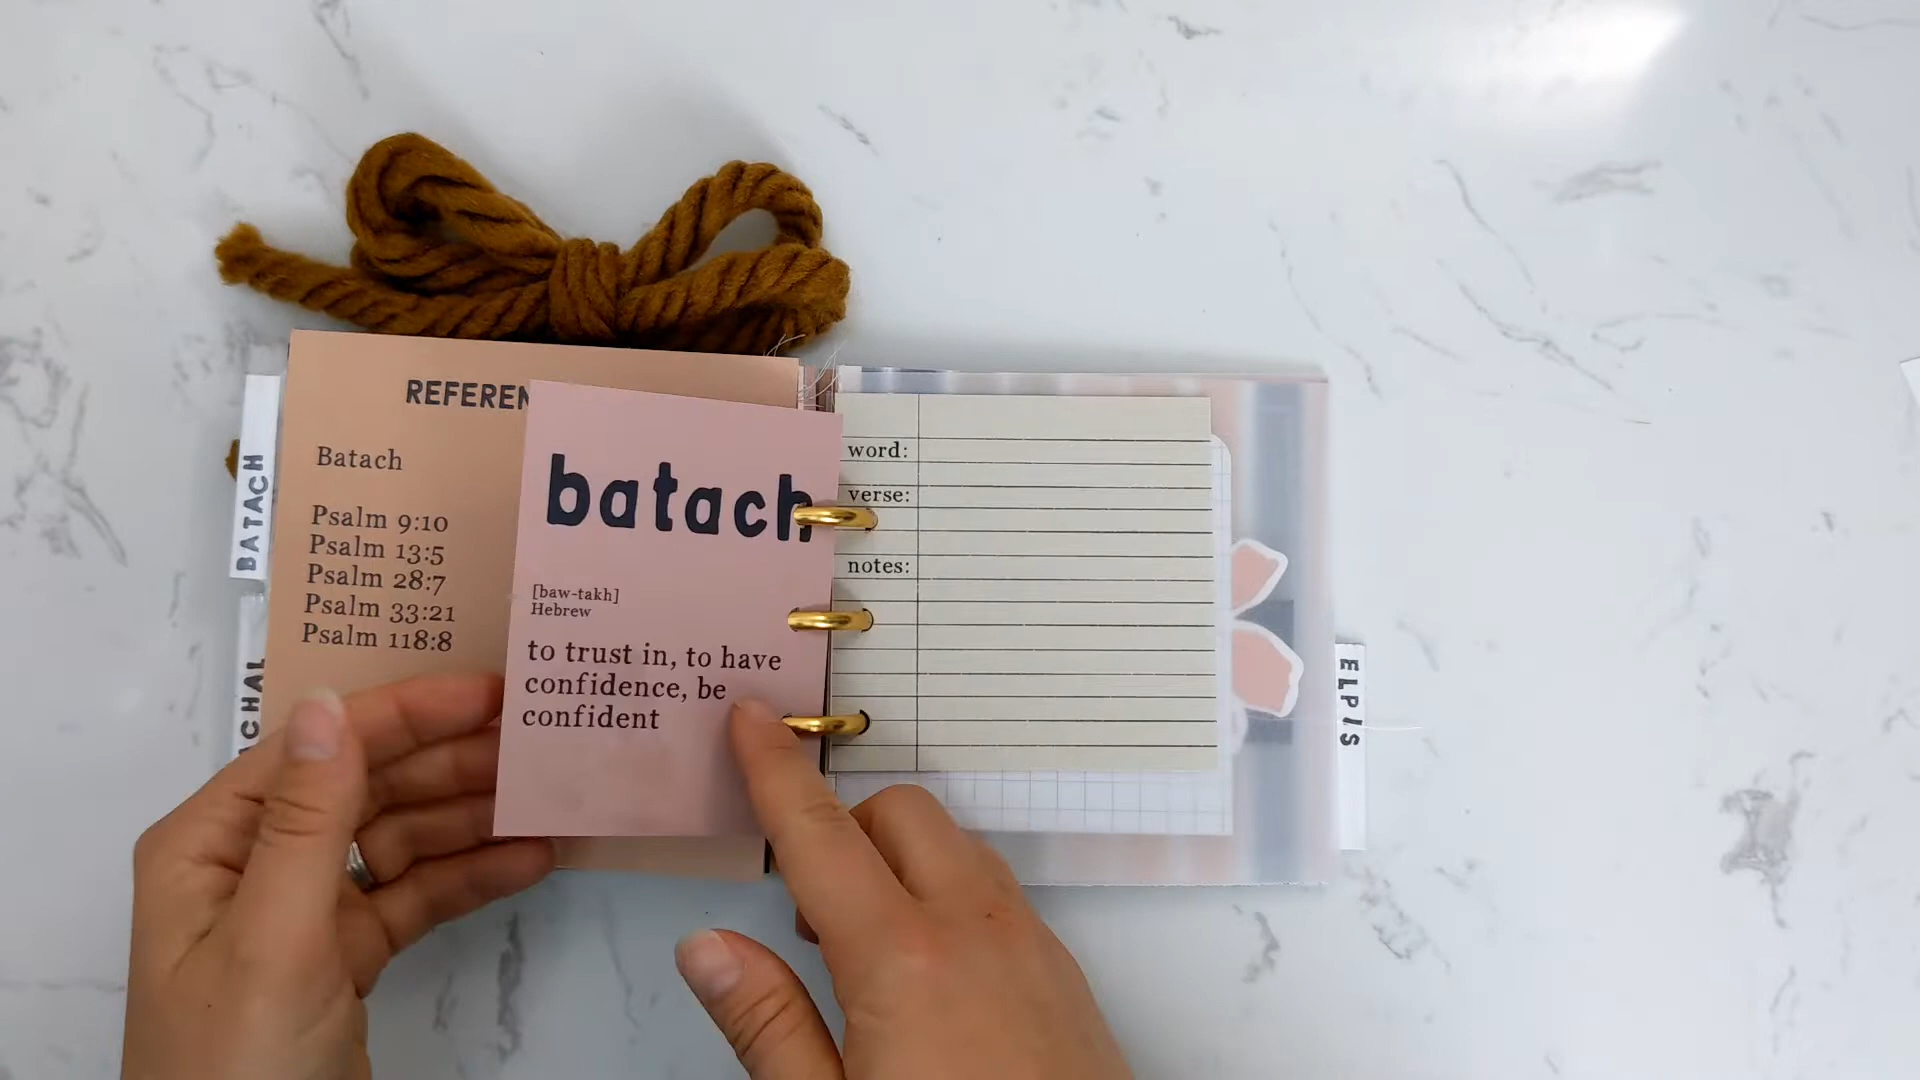 REFEREN
Batach
Psalm 9:10
Psalm 13:5
Psalm 28:7
Psalm 33:21
Psalm 118:8
BATACH
ACHAL
batach
[baw-takh]
Hebrew
to trust in, to have
confidence, be
confident
word:
verse:
notes:
ELPIS